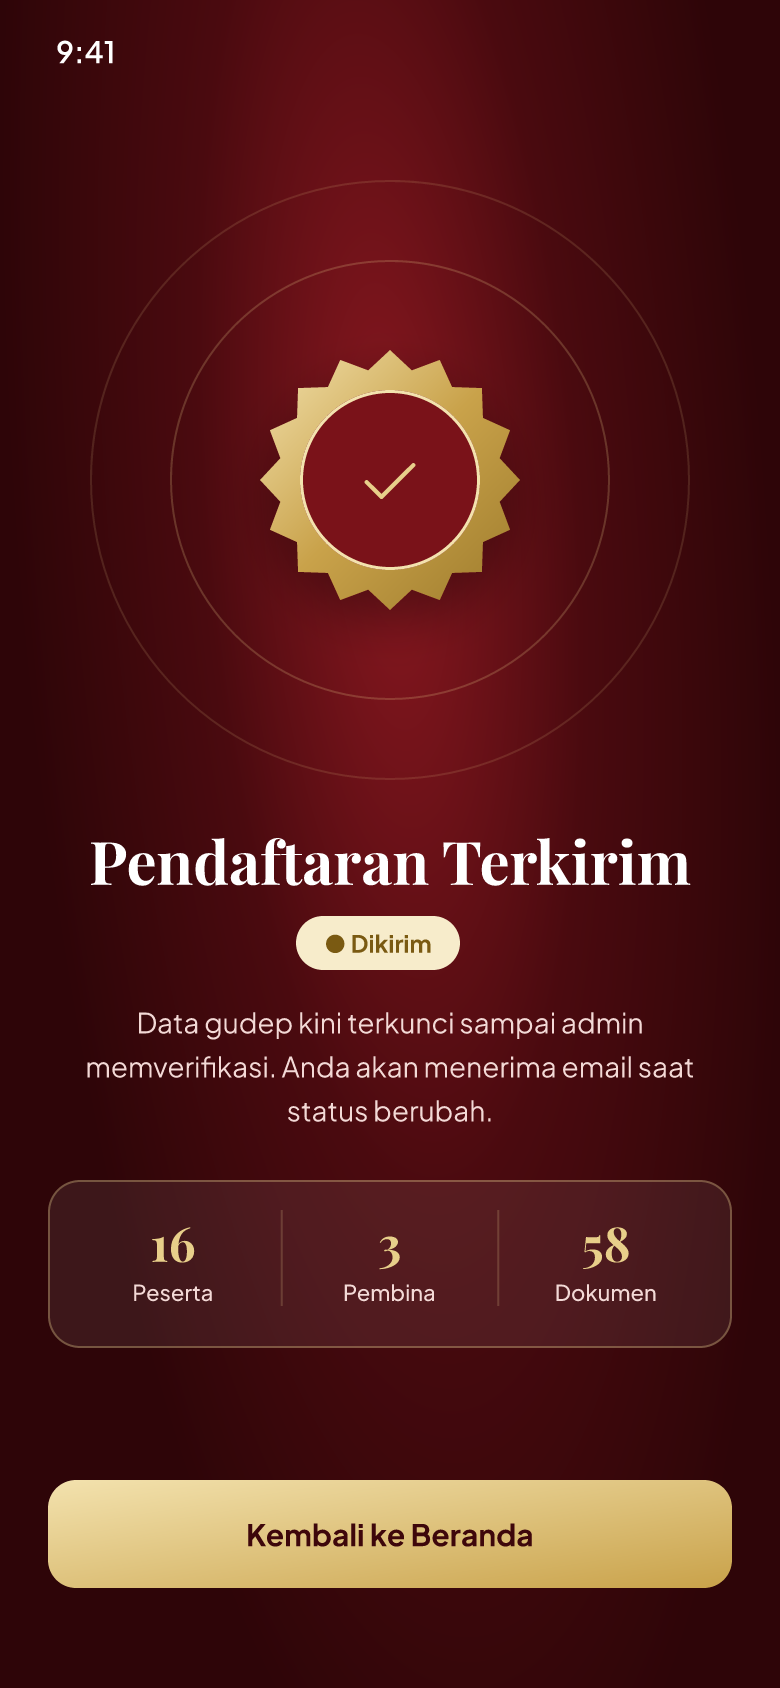 9:41
Pendaftaran Terkirim
Dikirim
Data gudep kini terkunci sampai admin
memverifikasi. Anda akan menerima email saat
status berubah.
16
Peserta
3
Pembina
58
Dokumen
Kembali ke Beranda